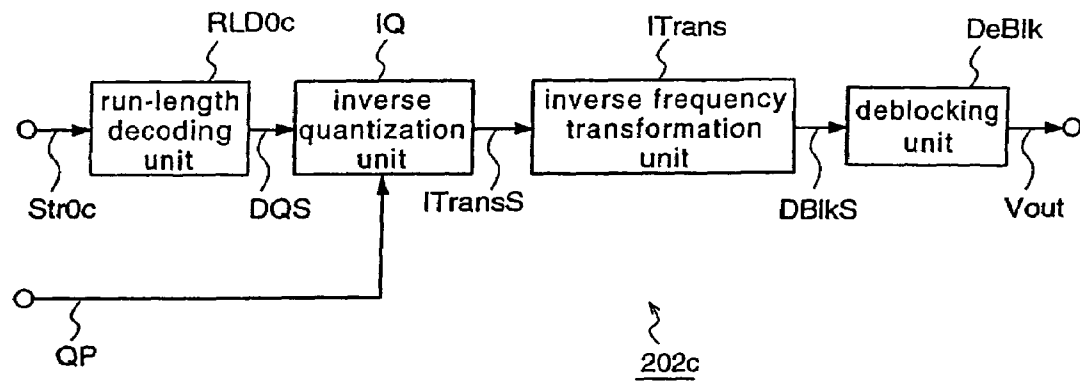 RLD0c
IQ
ITrans
DeBlk
run-length
decoding
unit
inverse
quantization
unit
inverse frequency
transformation
unit
deblocking
unit
Str0c
DQS
ITransS
DBlkS
Vout
QP
202c